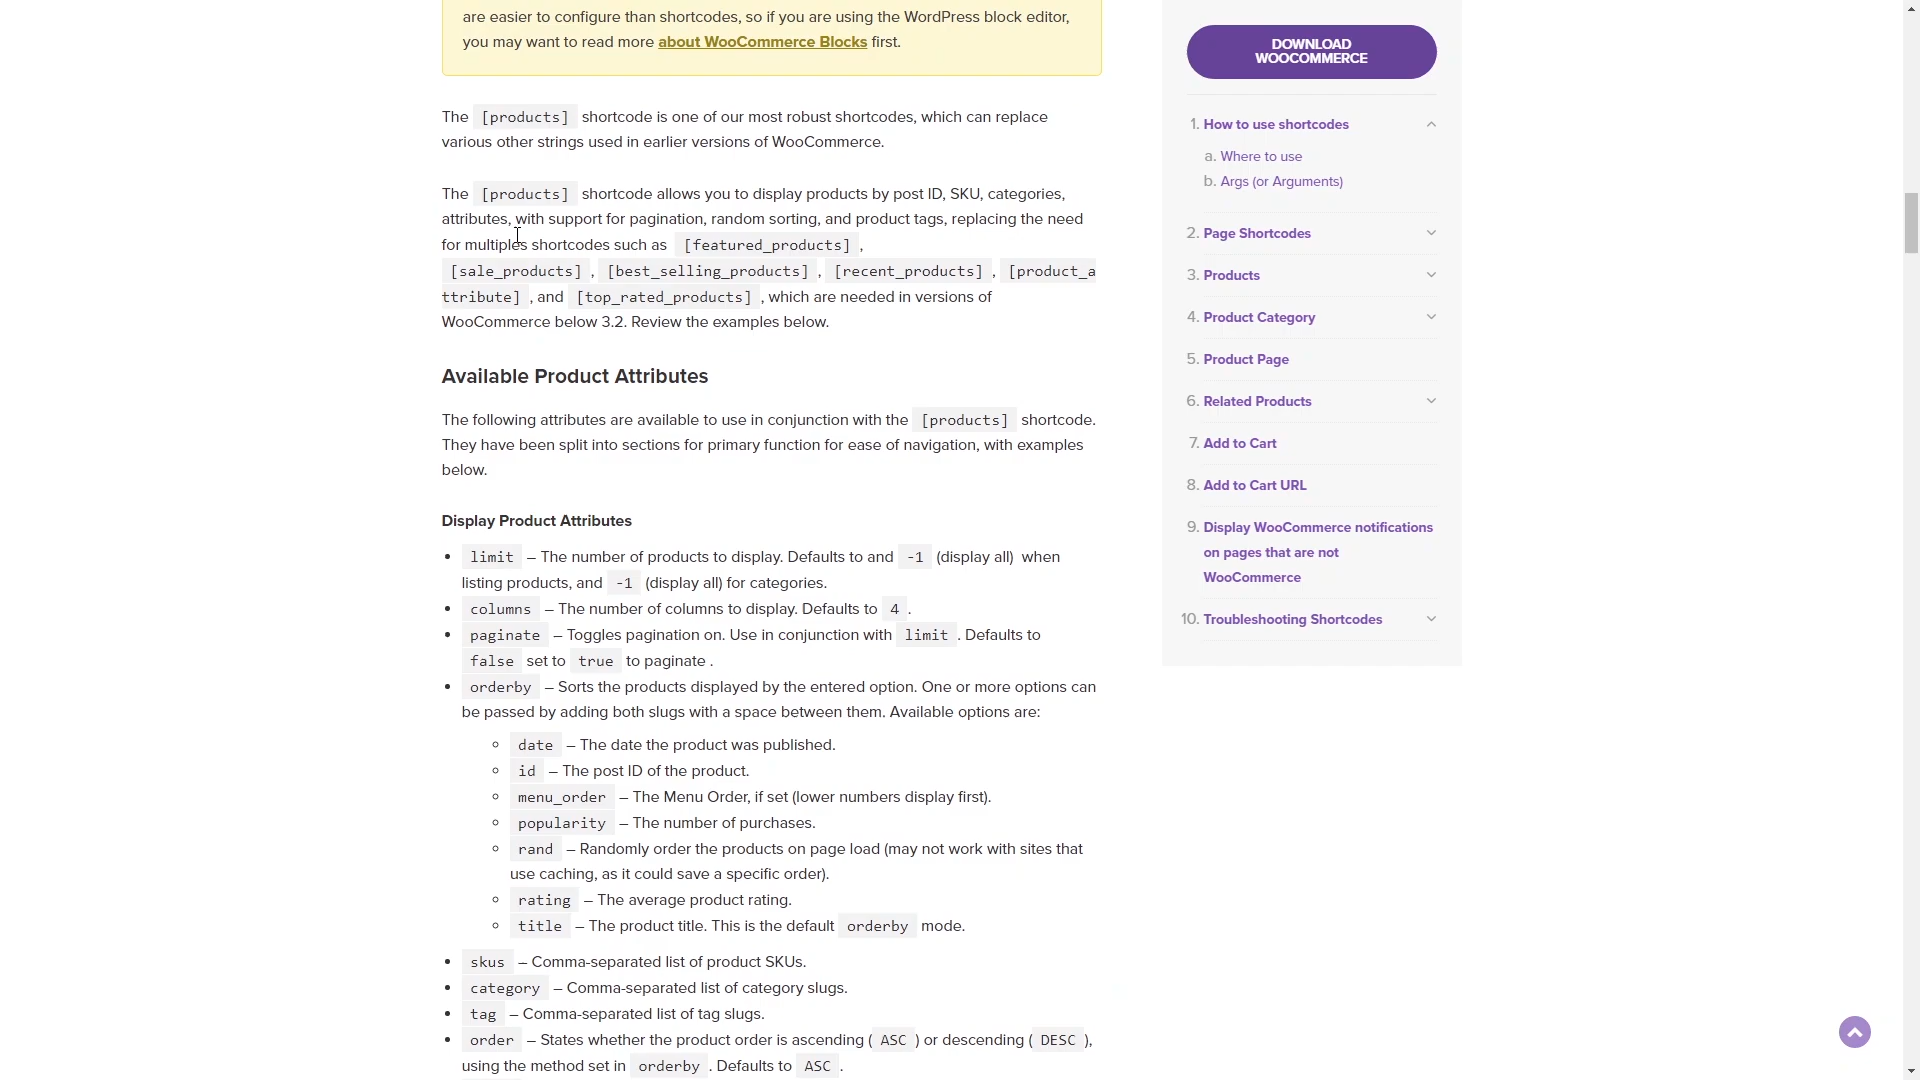 are easier to configure than shortcodes, so if you are using the WordPress block editor,
you may want to read more about WooCommerce Blocks first.
The [products] shortcode is one of our most robust shortcodes, which can replace
various other strings used in earlier versions of WooCommerce.
The [products] shortcode allows you to display products by post ID, SKU, categories,
attributes, with support for pagination, random sorting, and product tags, replacing the need
for multiples shortcodes such as [featured_products] ,
[sale_products] , [best_selling_products] , [recent_products] , [product_a
ttribute] , and [top_rated_products] , which are needed in versions of
WooCommerce below 3.2. Review the examples below.
Available Product Attributes
The following attributes are available to use in conjunction with the [products] shortcode.
They have been split into sections for primary function for ease of navigation, with examples
below.
Display Product Attributes
• limit – The number of products to display. Defaults to and -1 (display all) when
listing products, and -1 (display all) for categories.
• columns – The number of columns to display. Defaults to 4 .
• paginate – Toggles pagination on. Use in conjunction with limit . Defaults to
false set to true to paginate .
• orderby – Sorts the products displayed by the entered option. One or more options can
be passed by adding both slugs with a space between them. Available options are:
◦ date – The date the product was published.
◦ id – The post ID of the product.
◦ menu_order – The Menu Order, if set (lower numbers display first).
◦ popularity – The number of purchases.
◦ rand – Randomly order the products on page load (may not work with sites that
use caching, as it could save a specific order).
◦ rating – The average product rating.
◦ title – The product title. This is the default orderby mode.
• skus – Comma-separated list of product SKUs.
• category – Comma-separated list of category slugs.
• tag – Comma-separated list of tag slugs.
• order – States whether the product order is ascending ( ASC ) or descending ( DESC ),
using the method set in orderby . Defaults to ASC .
DOWNLOAD
WOOCOMMERCE
1. How to use shortcodes
a. Where to use
b. Args (or Arguments)
2. Page Shortcodes
3. Products
4. Product Category
5. Product Page
6. Related Products
7. Add to Cart
8. Add to Cart URL
9. Display WooCommerce notifications
on pages that are not
WooCommerce
10. Troubleshooting Shortcodes